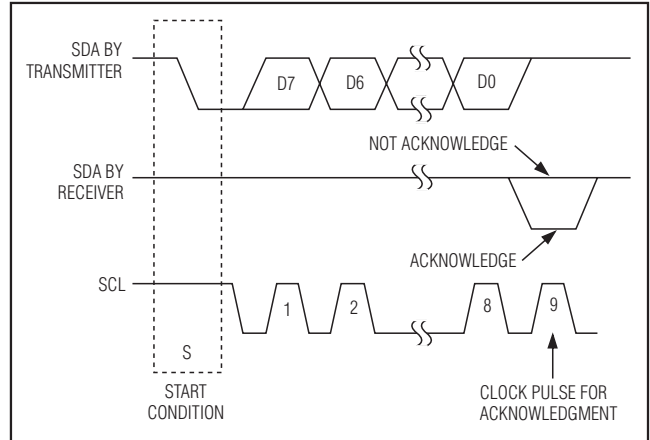 SDA BY
TRANSMITTER
D7
D6
D0
NOT ACKNOWLEDGE
SDA BY
RECEIVER
ACKNOWLEDGE
SCL
1
2
8
9
S
START
CONDITION
CLOCK PULSE FOR
ACKNOWLEDGMENT